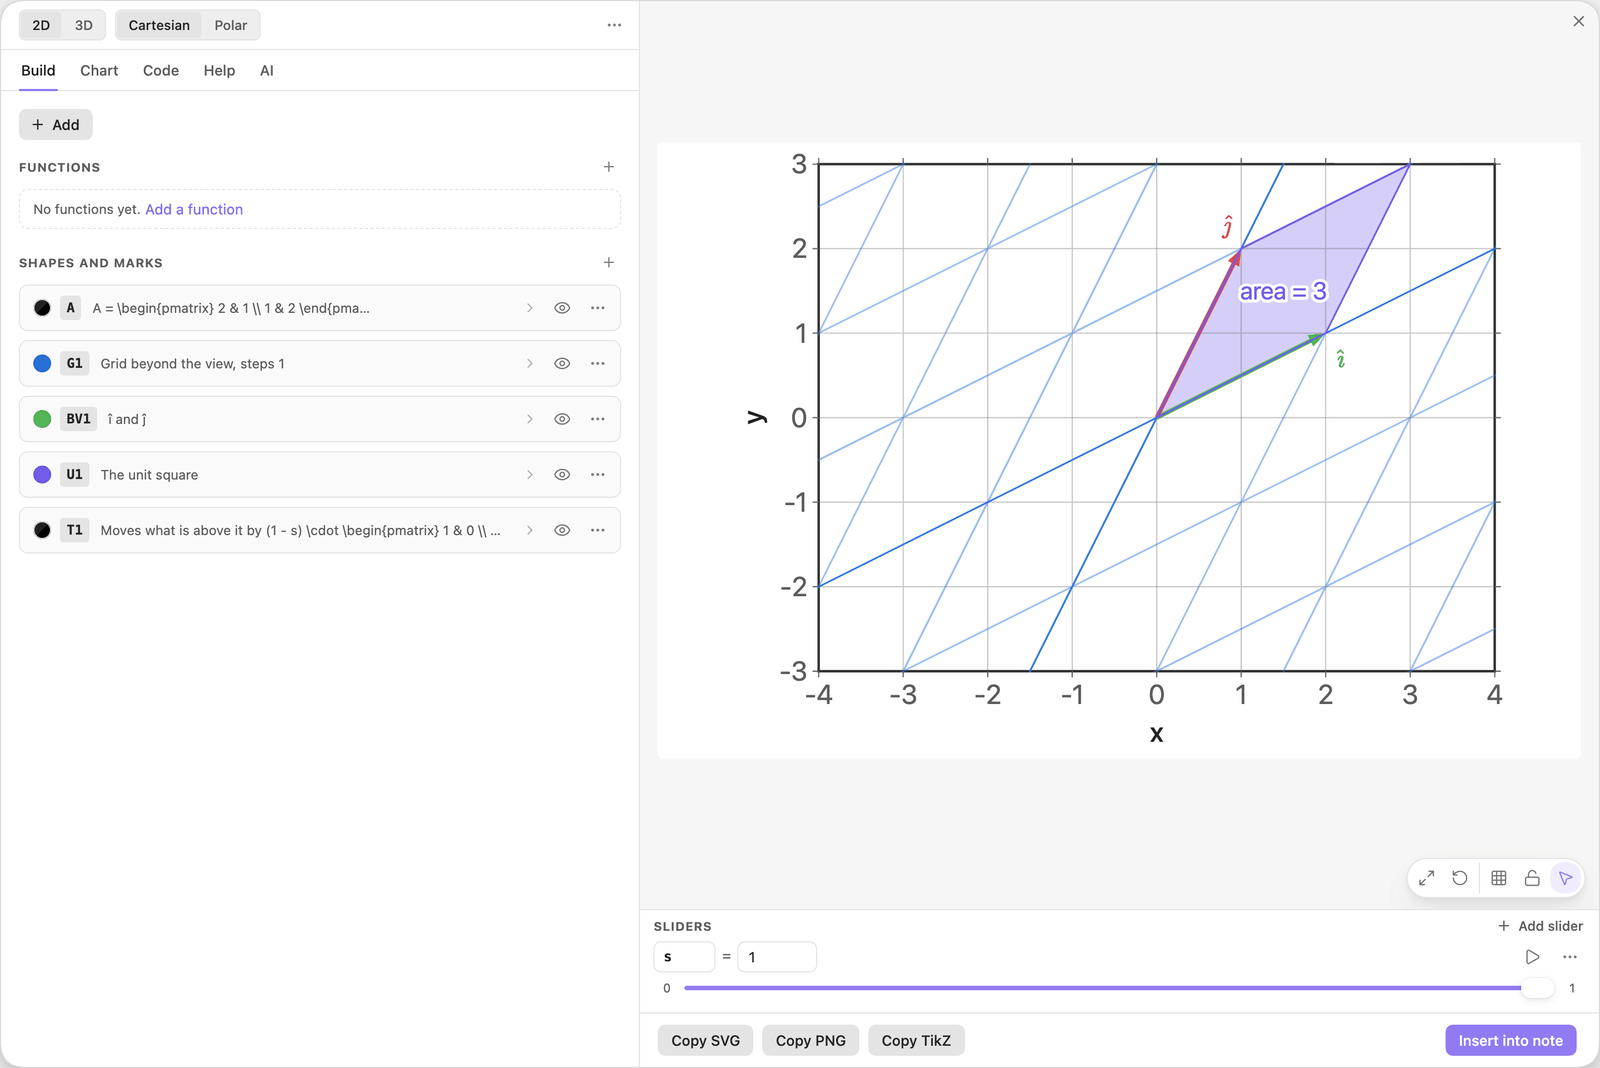 2D 3D Cartesian Polar
Build Chart Code Help AI
Add
FUNCTIONS
No functions yet. Add a function
SHAPES AND MARKS
A A = \begin{pmatrix} 2 & 1 \\ 1 & 2 \end{pma...
G1 Grid beyond the view, steps 1
BV1 î and ĵ
U1 The unit square
T1 Moves what is above it by (1 - s) \cdot \begin{pmatrix} 1 & 0 \\ ...
3
2
1
0
-1
-2
-3
y
ĵ
area = 3
î
-4 -3 -2 -1 0 1 2 3 4
x
SLIDERS
Add slider
s = 1
0 1
Copy SVG Copy PNG Copy TikZ Insert into note